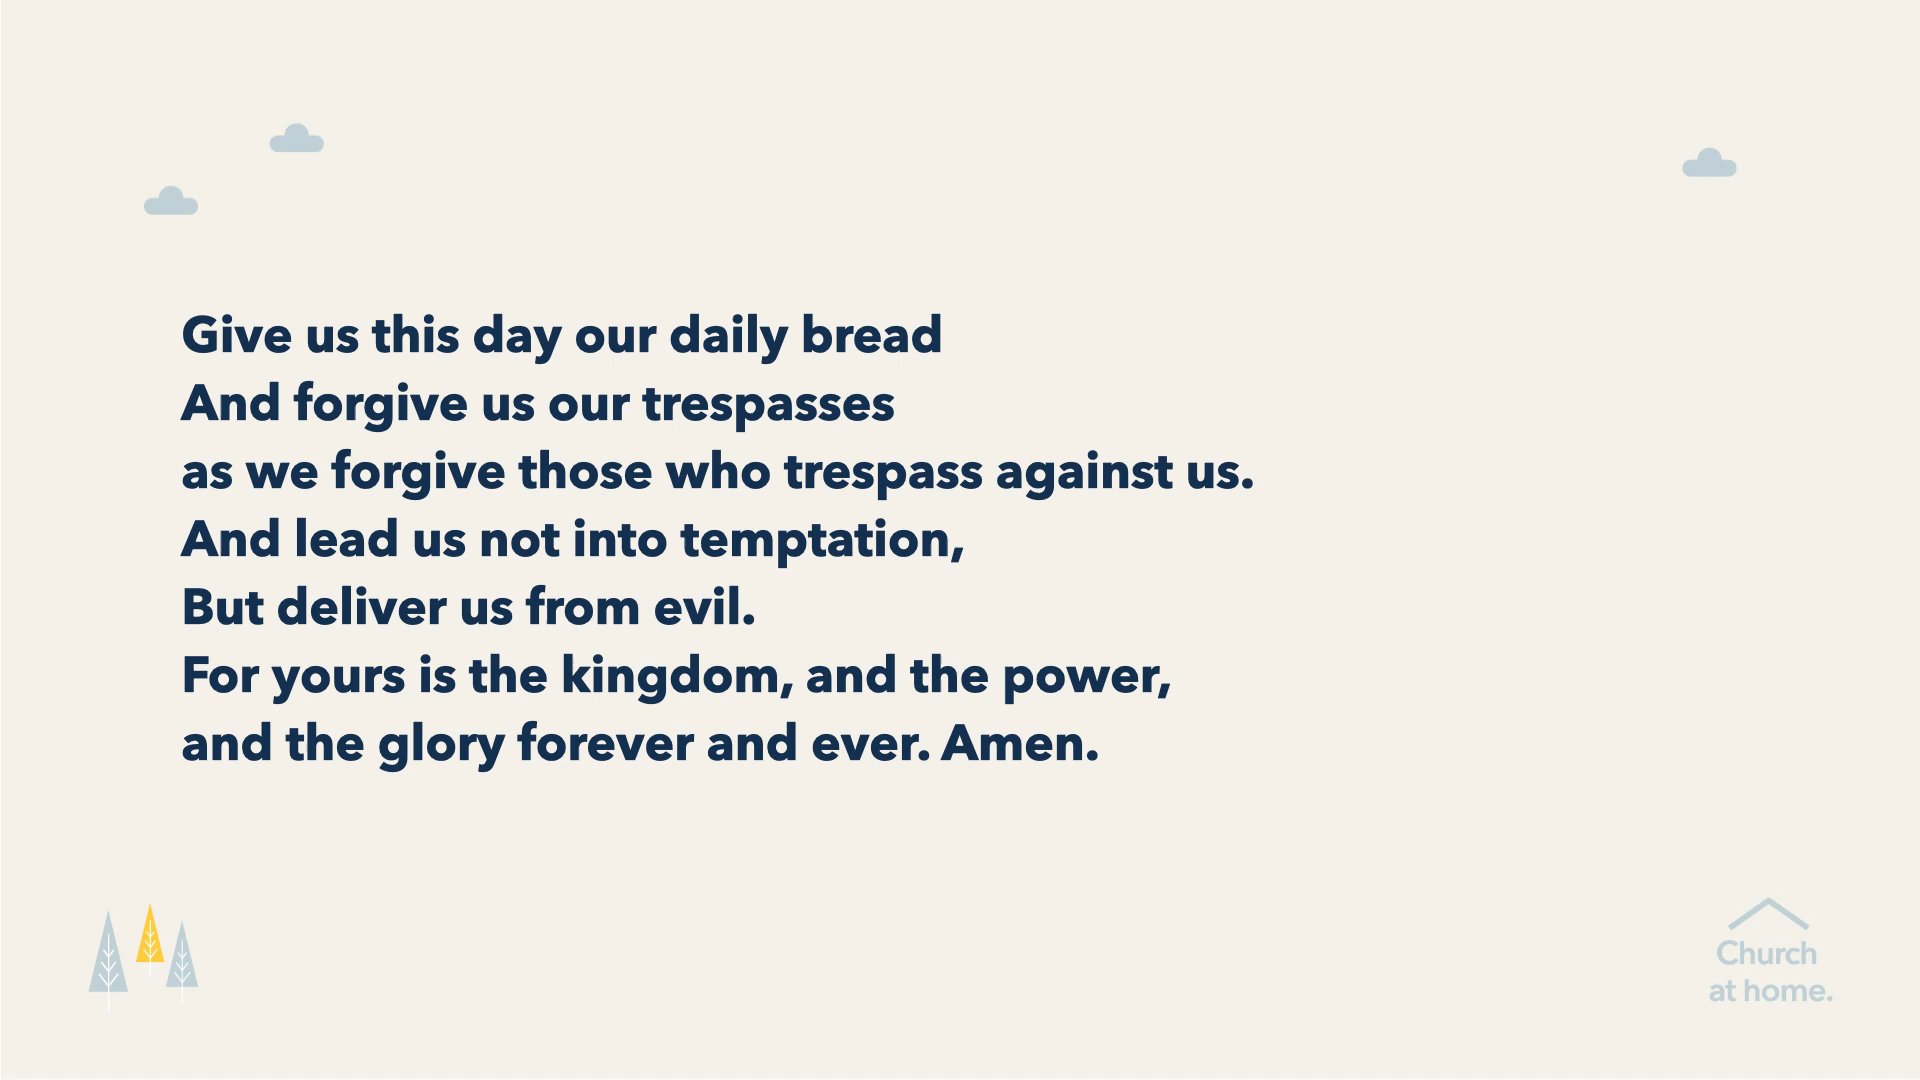 Give us this day our daily bread
And forgive us our trespasses
as we forgive those who trespass against us.
And lead us not into temptation,
But deliver us from evil.
For yours is the kingdom, and the power,
and the glory forever and ever. Amen.
Church
at home.